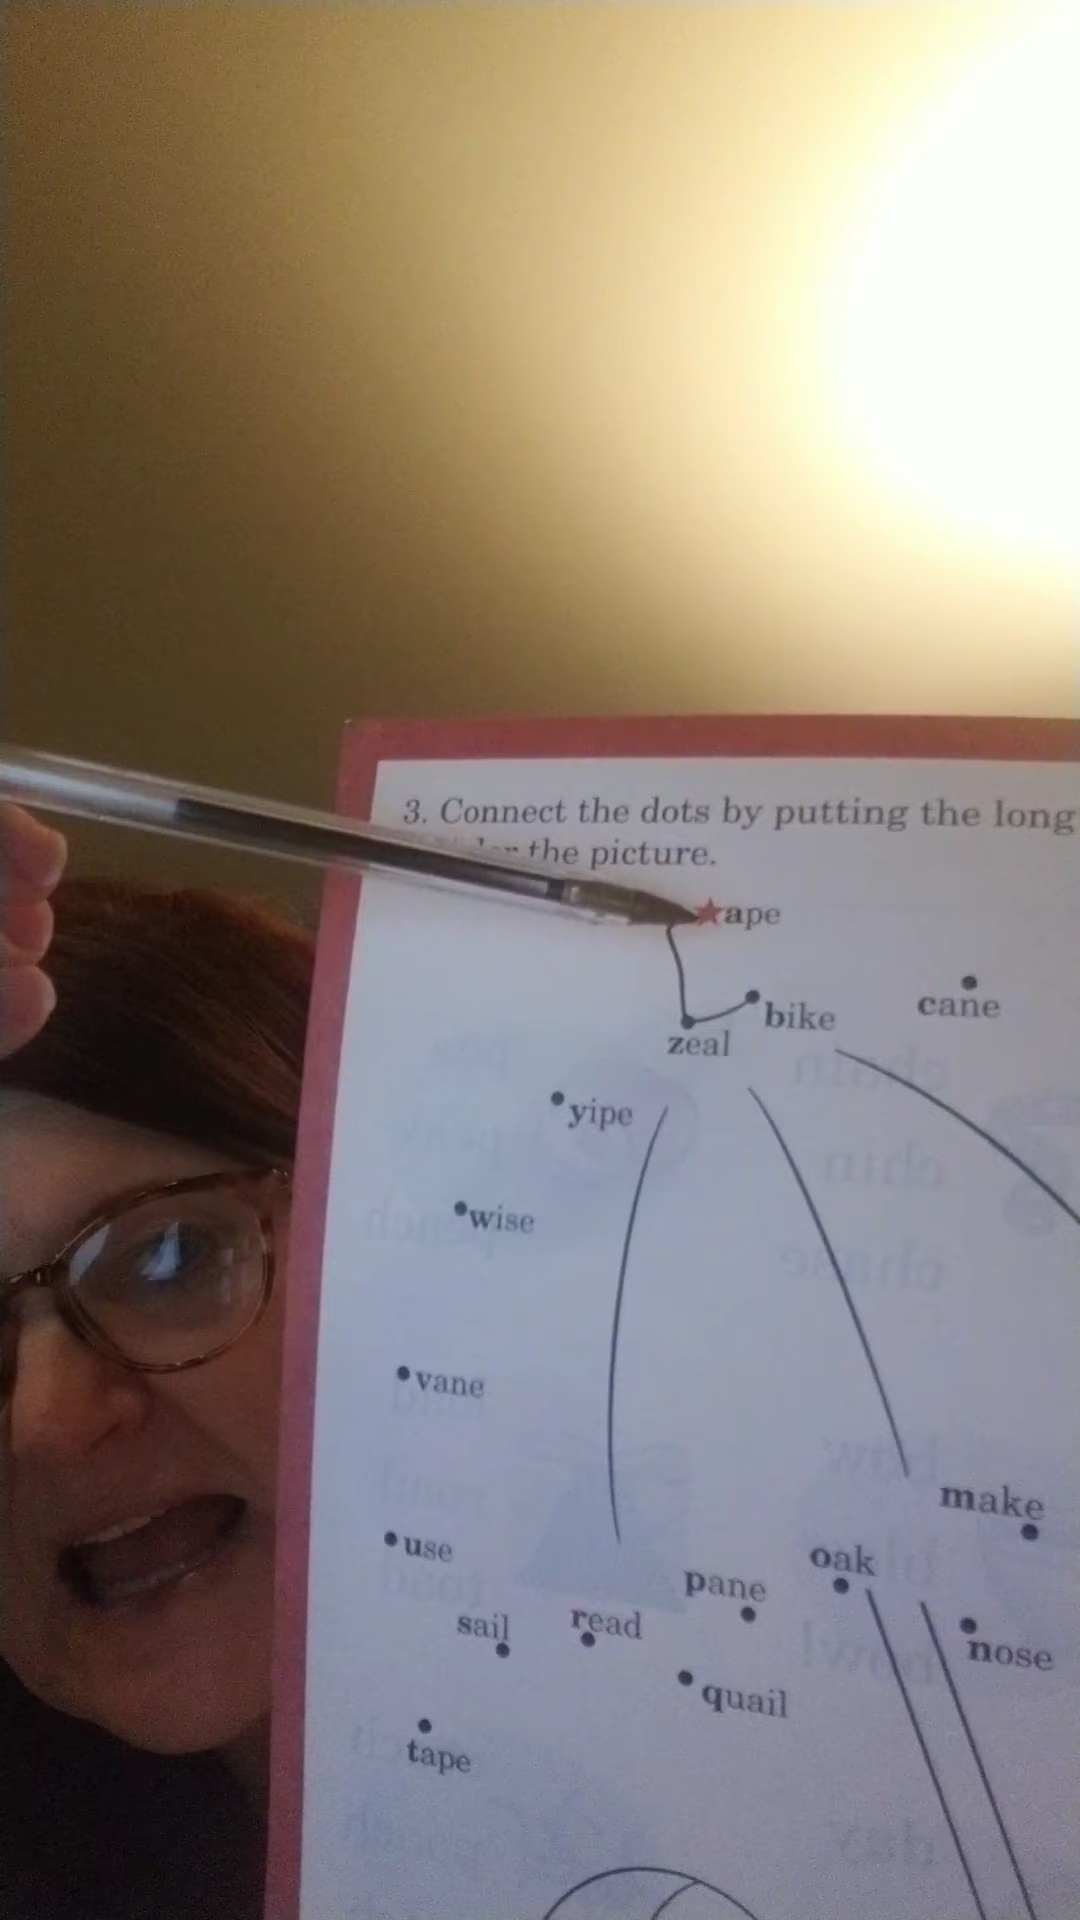 3. Connect the dots by putting the long
the picture.
ape
cane
bike
zeal
yipe
wise
vane
make
use
oak
pane
sail
read
nose
quail
tape